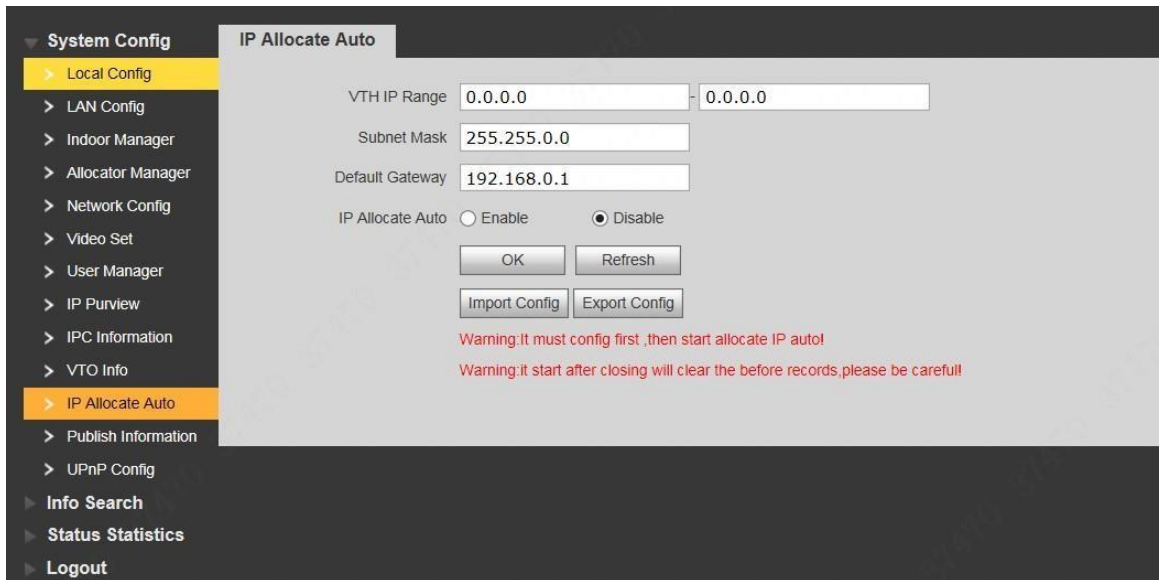 System Config
Local Config
LAN Config
Indoor Manager
Allocator Manager
Network Config
Video Set
User Manager
IP Purview
IPC Information
VTO Info
IP Allocate Auto
Publish Information
UPnP Config
Info Search
Status Statistics
Logout
IP Allocate Auto
VTH IP Range 0.0.0.0 - 0.0.0.0
Subnet Mask 255.255.0.0
Default Gateway 192.168.0.1
IP Allocate Auto Enable Disable
OK Refresh
Import Config Export Config
Warning:It must config first ,then start allocate IP auto!
Warning:it start after closing will clear the before records,please be careful!